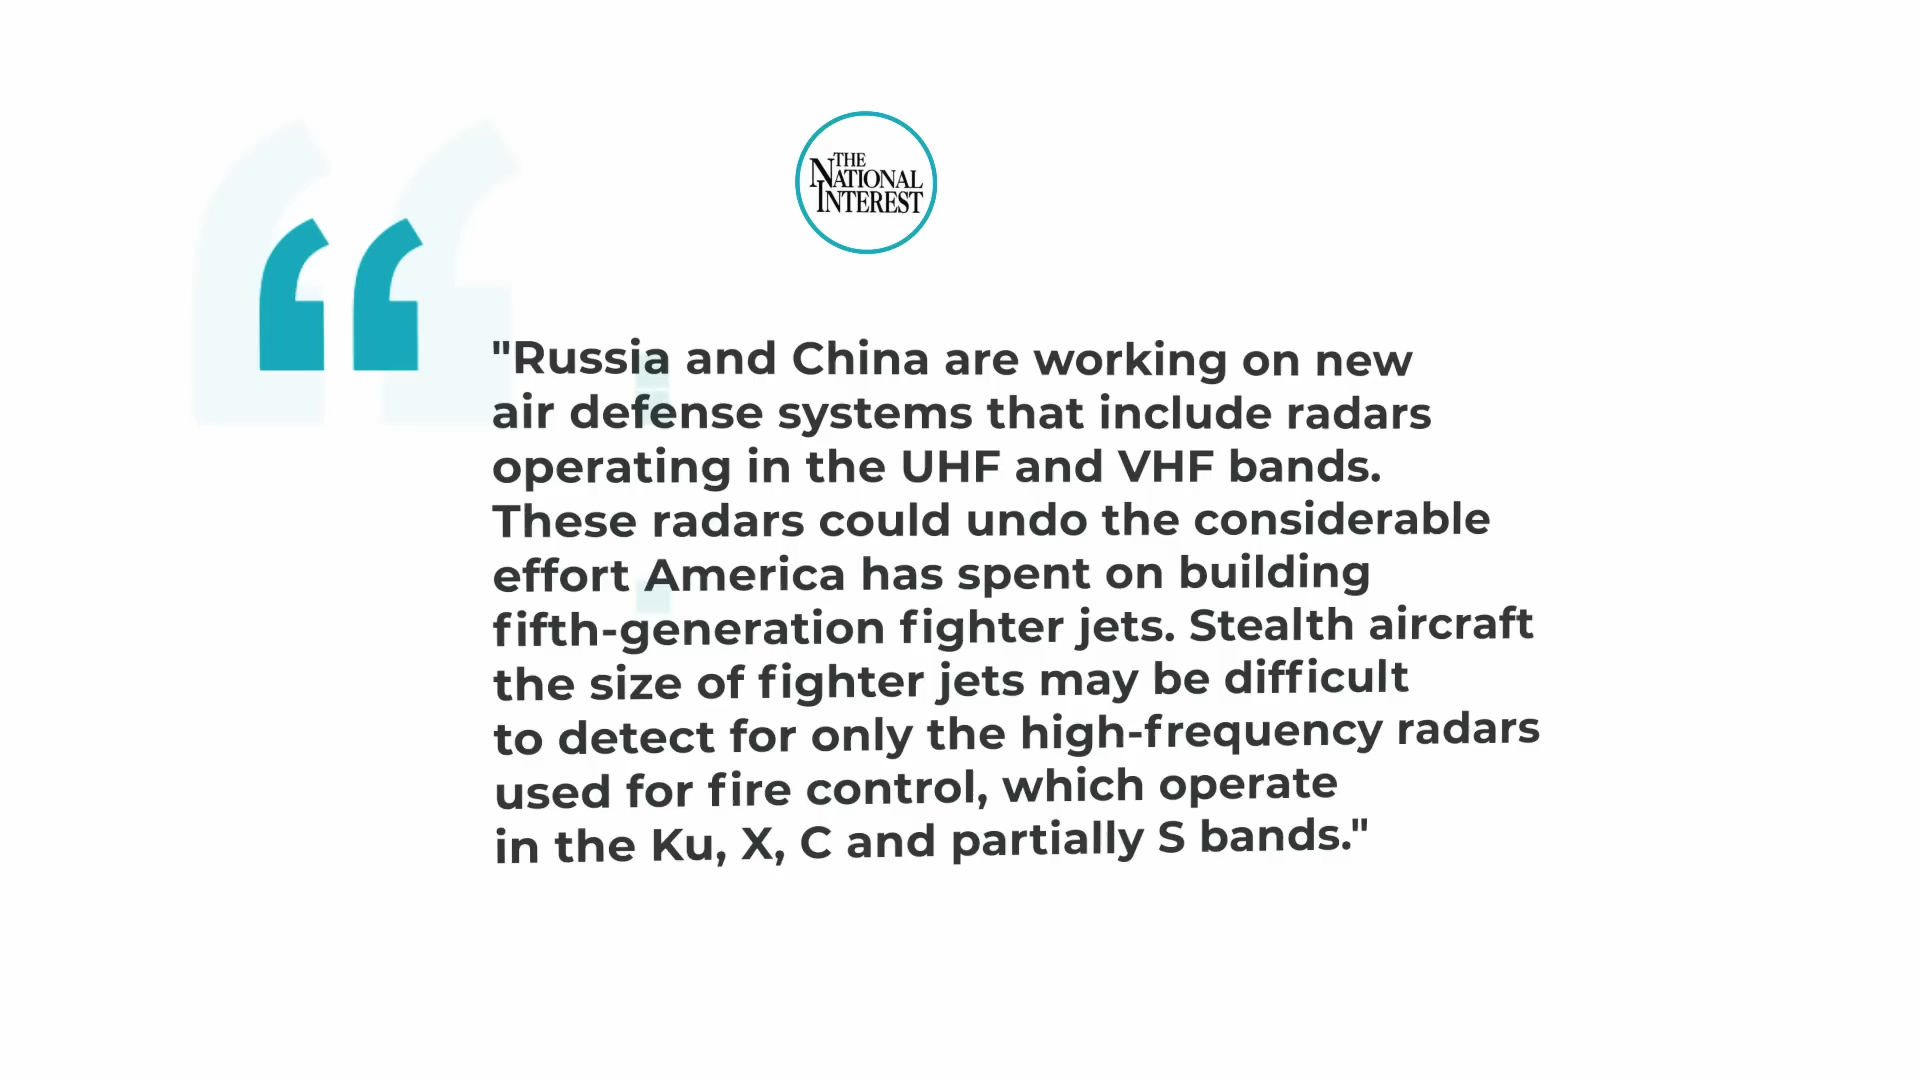 THE
NATIONAL
INTEREST
"Russia and China are working on new
air defense systems that include radars
operating in the UHF and VHF bands.
These radars could undo the considerable
effort America has spent on building
fifth-generation fighter jets. Stealth aircraft
the size of fighter jets may be difficult
to detect for only the high-frequency radars
used for fire control, which operate
in the Ku, X, C and partially S bands."